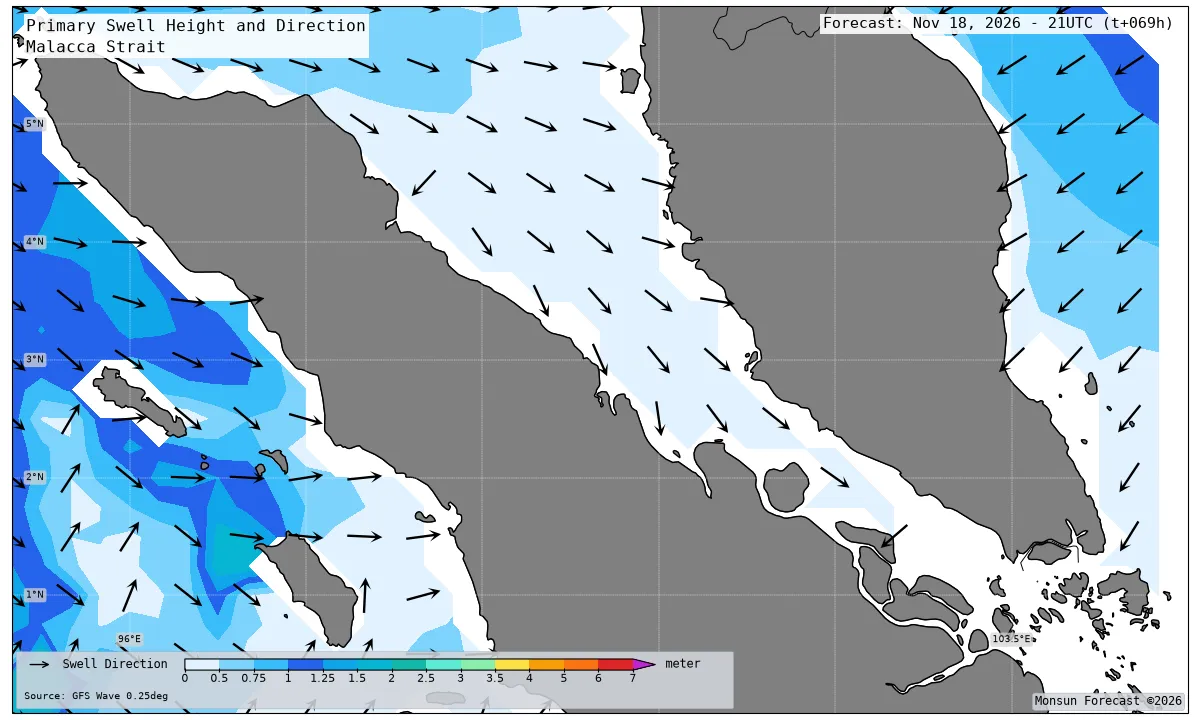 Primary Swell Height and Direction
Malacca Strait
Forecast: Nov 18, 2026 - 21UTC (t+069h)
5°N
4°N
3°N
2°N
1°N
96°E
103.5°E
Swell Direction
meter
0 0.5 0.75 1 1.25 1.5 2 2.5 3 3.5 4 5 6 7
Source: GFS Wave 0.25deg
Monsun Forecast ©2026